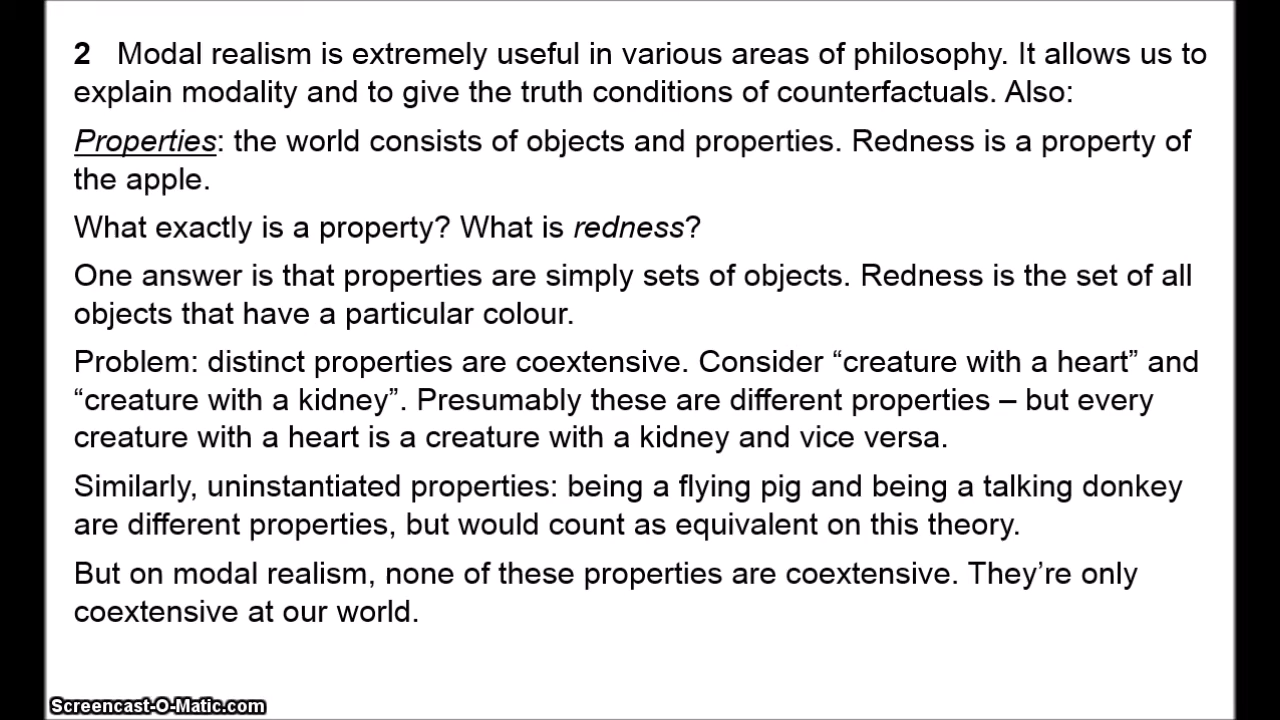 2 Modal realism is extremely useful in various areas of philosophy. It allows us to
explain modality and to give the truth conditions of counterfactuals. Also:
Properties: the world consists of objects and properties. Redness is a property of
the apple.
What exactly is a property? What is redness?
One answer is that properties are simply sets of objects. Redness is the set of all
objects that have a particular colour.
Problem: distinct properties are coextensive. Consider “creature with a heart” and
“creature with a kidney”. Presumably these are different properties – but every
creature with a heart is a creature with a kidney and vice versa.
Similarly, uninstantiated properties: being a flying pig and being a talking donkey
are different properties, but would count as equivalent on this theory.
But on modal realism, none of these properties are coextensive. They’re only
coextensive at our world.
Screencast-O-Matic.com